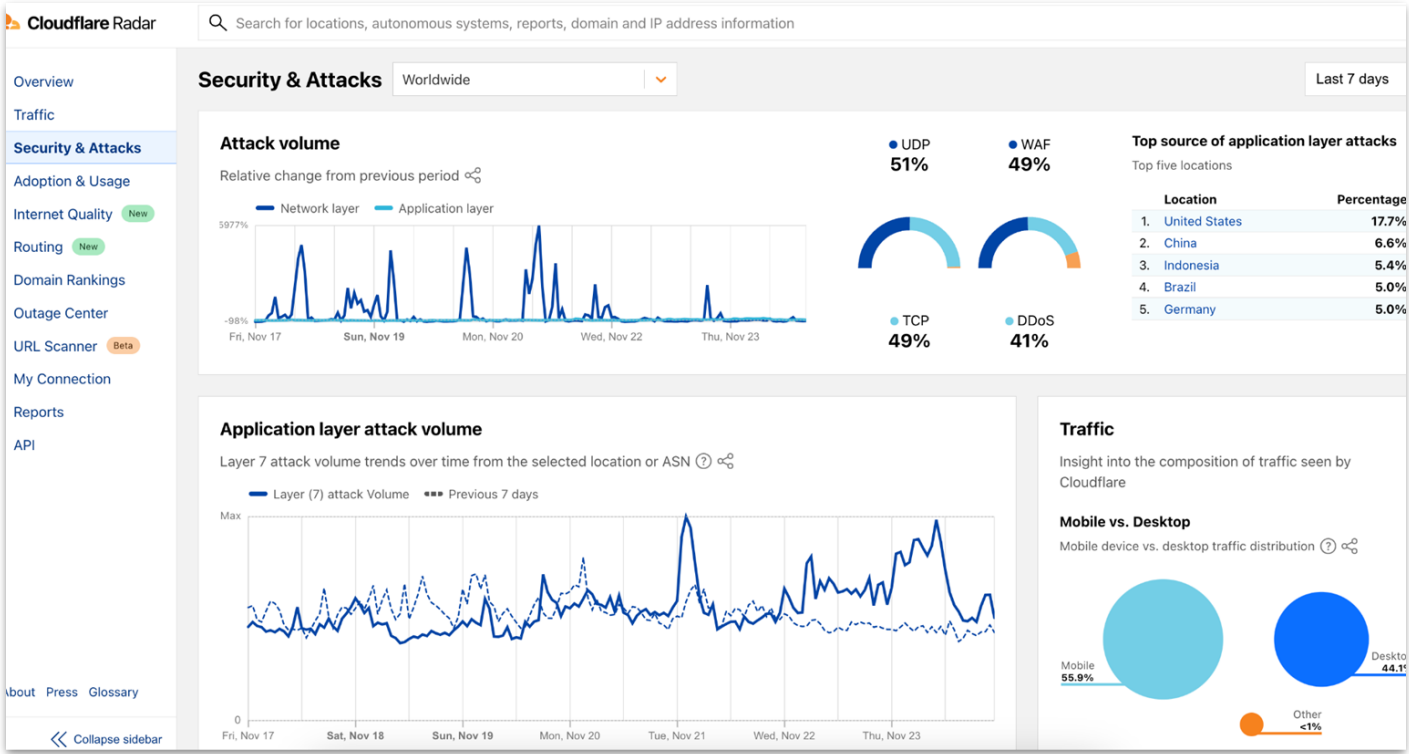 Cloudflare Radar
Search for locations, autonomous systems, reports, domain and IP address information
Overview
Traffic
Security & Attacks
Adoption & Usage
Internet Quality New
Routing New
Domain Rankings
Outage Center
URL Scanner Beta
My Connection
Reports
API
About Press Glossary
Collapse sidebar
Security & Attacks
Worldwide
Last 7 days
Attack volume
Relative change from previous period
Network layer Application layer
5977%
-98%
Fri, Nov 17 Sun, Nov 19 Mon, Nov 20 Wed, Nov 22 Thu, Nov 23
UDP
51%
WAF
49%
TCP
49%
DDoS
41%
Top source of application layer attacks
Top five locations
Location Percentage
1. United States 17.7%
2. China 6.6%
3. Indonesia 5.4%
4. Brazil 5.0%
5. Germany 5.0%
Application layer attack volume
Layer 7 attack volume trends over time from the selected location or ASN ?
Layer (7) attack Volume Previous 7 days
Max
0
Fri, Nov 17 Sat, Nov 18 Sun, Nov 19 Mon, Nov 20 Tue, Nov 21 Wed, Nov 22 Thu, Nov 23
Traffic
Insight into the composition of traffic seen by
Cloudflare
Mobile vs. Desktop
Mobile device vs. desktop traffic distribution ?
Mobile
55.9%
Deskto
44.1%
Other
<1%